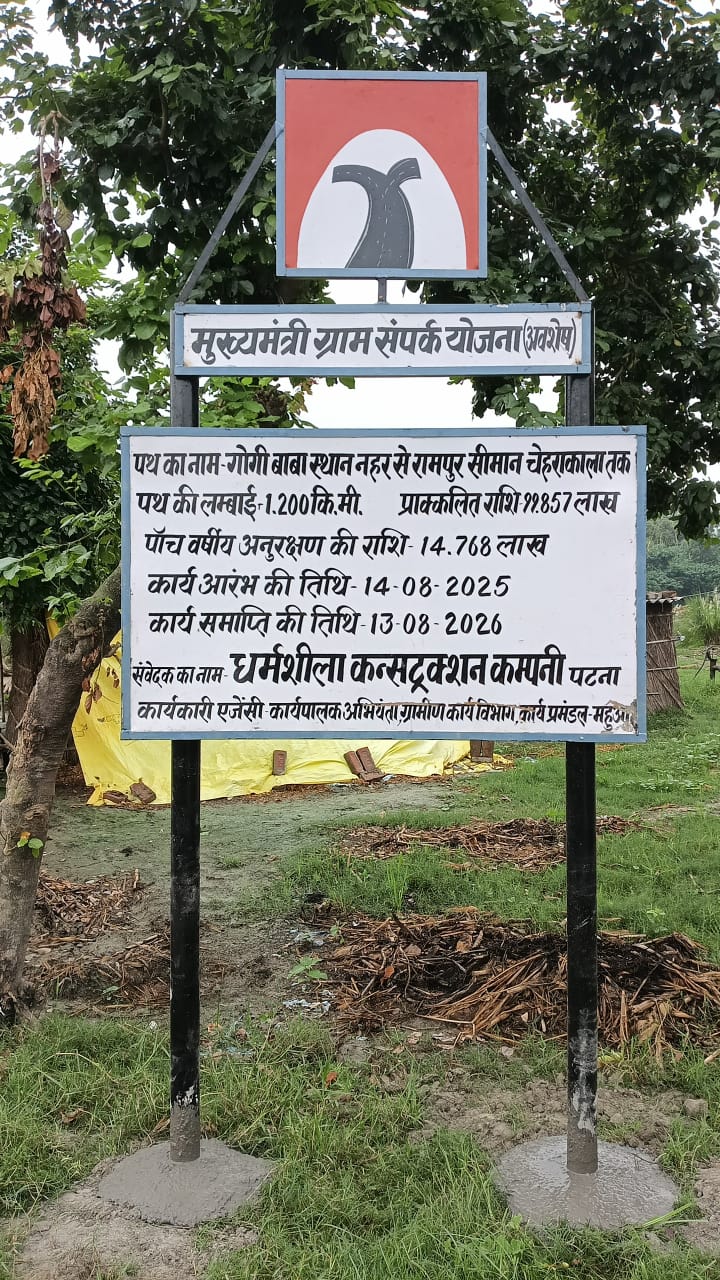 मुख्यमंत्री ग्राम संपर्क योजना (अवशेष)
पथ का नाम-गोगी बाबा स्थान नहर से रामपुर सीमान चेहराकाला तक
पथ की लम्बाई-1.200कि.मी. प्राक्कलित राशि-११.857 लाख
पॉच वर्षीय अनुरक्षण की राशि- 14.768 लाख
कार्य आरंभ की तिथि-14-08-2025
कार्य समाप्ति की तिथि-13-08-2026
संवेदक का नाम- धर्मशीला कन्सट्रक्शन कम्पनी पटना
कार्यकारी एजेंसी-कार्यपालक अभियंता, ग्रामीण कार्य विभाग, कार्य प्रमंडल-महुआ